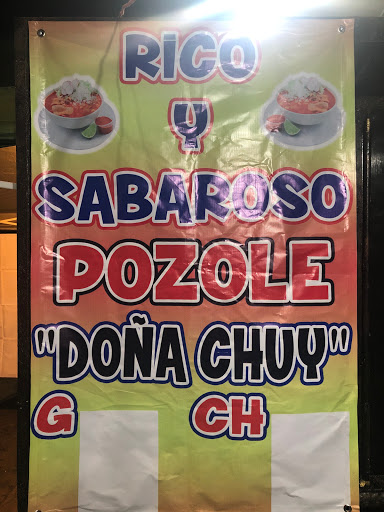 RICO
Y
SABAROSO
POZOLE
"DOÑA CHUY"
G CH